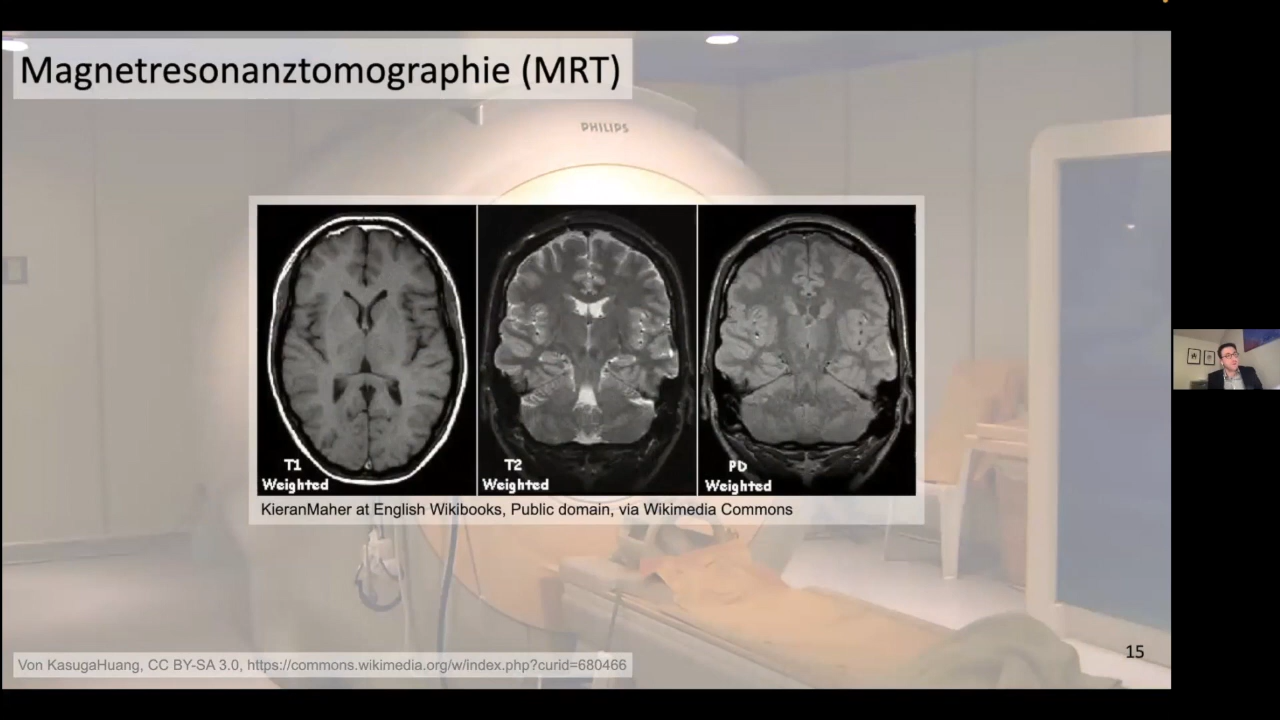 Magnetresonanztomographie (MRT)
PHILIPS
T1
Weighted
T2
Weighted
PD
Weighted
KieranMaher at English Wikibooks, Public domain, via Wikimedia Commons
15
Von KasugaHuang, CC BY-SA 3.0, https://commons.wikimedia.org/w/index.php?curid=680466